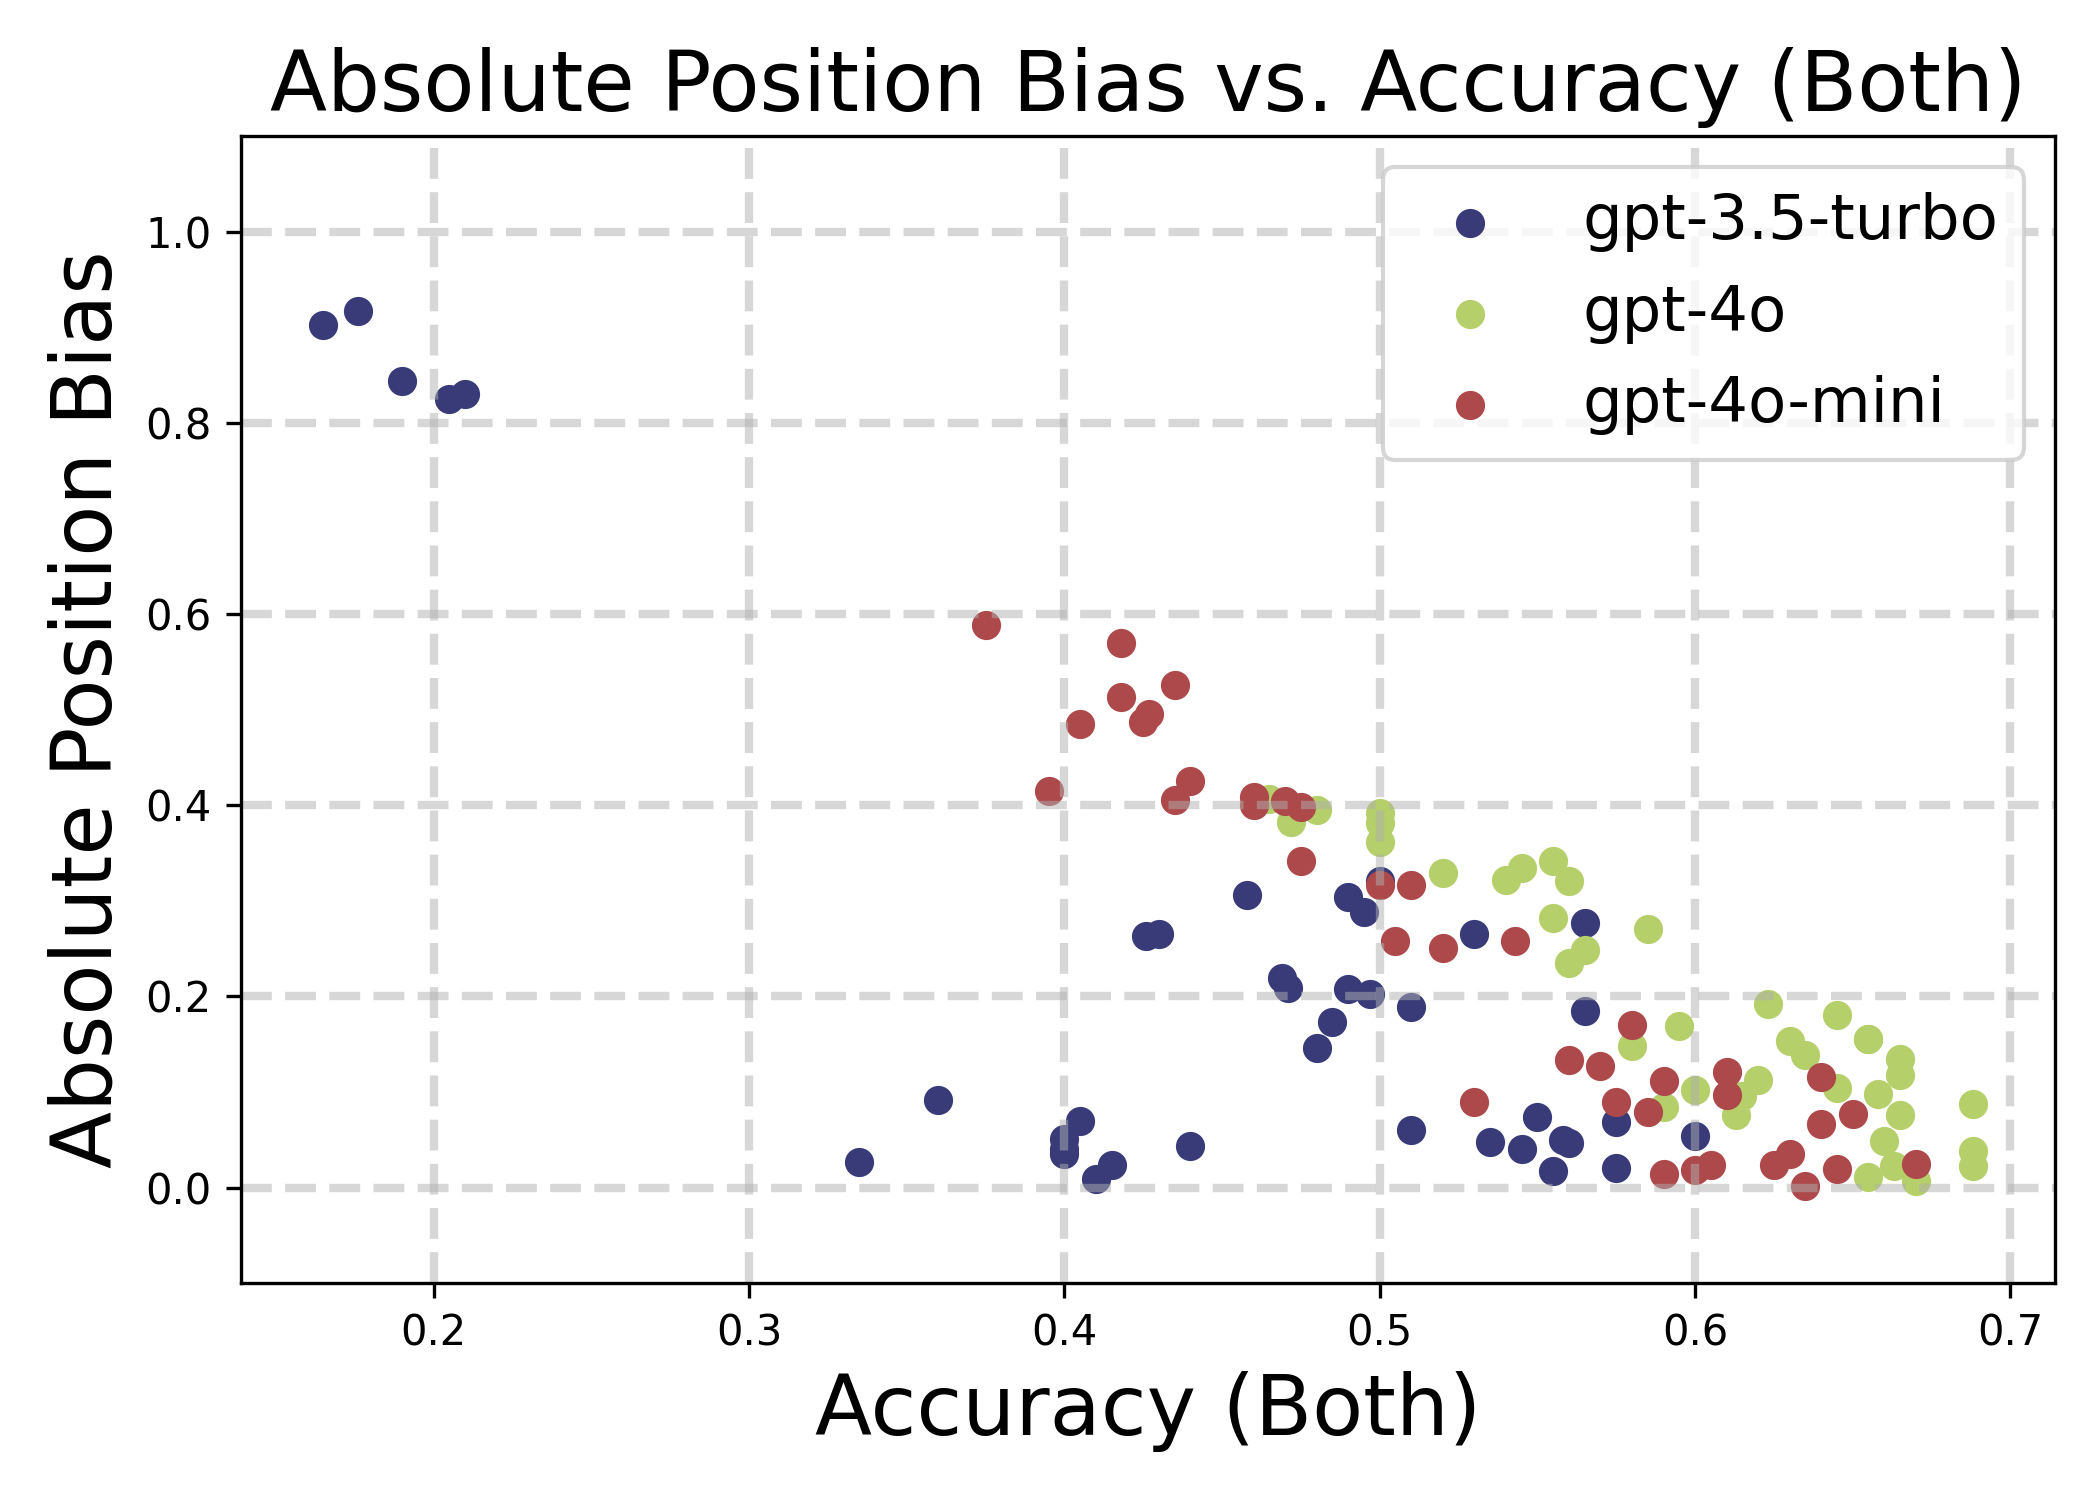 Absolute Position Bias vs. Accuracy (Both)
gpt-3.5-turbo
gpt-4o
gpt-4o-mini
Absolute Position Bias
1.0
0.8
0.6
0.4
0.2
0.0
0.2 0.3 0.4 0.5 0.6 0.7
Accuracy (Both)